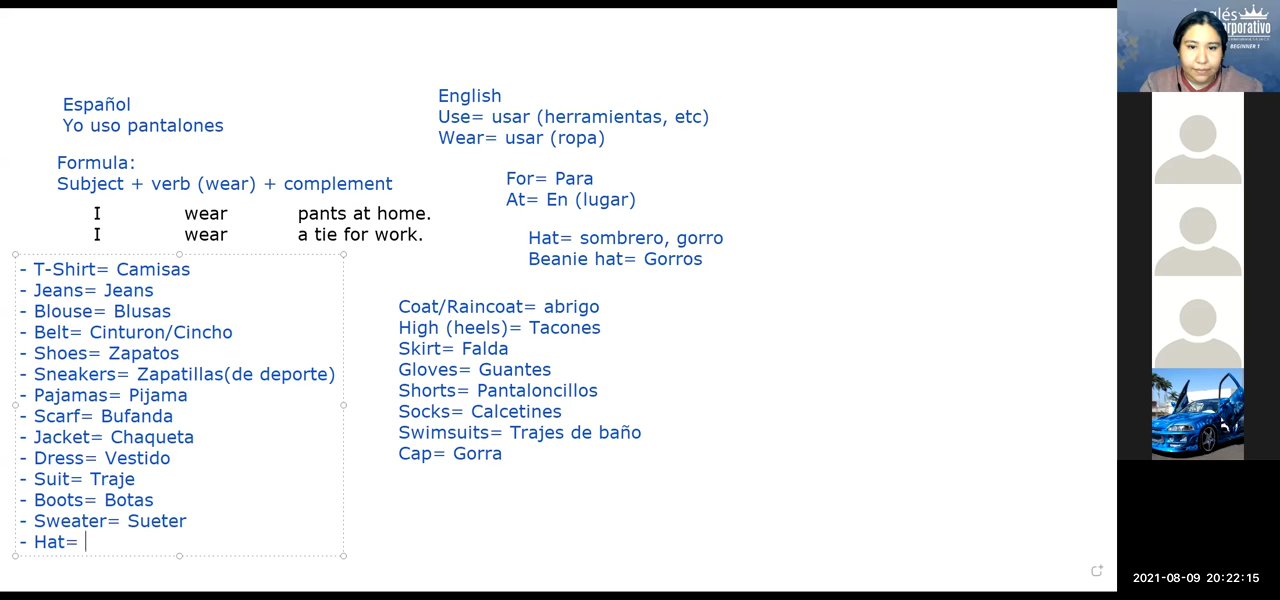 Español
Yo uso pantalones
Formula:
Subject + verb (wear) + complement
I wear pants at home.
I wear a tie for work.
- T-Shirt= Camisas
- Jeans= Jeans
- Blouse= Blusas
- Belt= Cinturon/Cincho
- Shoes= Zapatos
- Sneakers= Zapatillas(de deporte)
- Pajamas= Pijama
- Scarf= Bufanda
- Jacket= Chaqueta
- Dress= Vestido
- Suit= Traje
- Boots= Botas
- Sweater= Sueter
- Hat=
English
Use= usar (herramientas, etc)
Wear= usar (ropa)
For= Para
At= En (lugar)
Hat= sombrero, gorro
Beanie hat= Gorros
Coat/Raincoat= abrigo
High (heels)= Tacones
Skirt= Falda
Gloves= Guantes
Shorts= Pantaloncillos
Socks= Calcetines
Swimsuits= Trajes de baño
Cap= Gorra
BEGINNER 1
2021-08-09 20:22:15